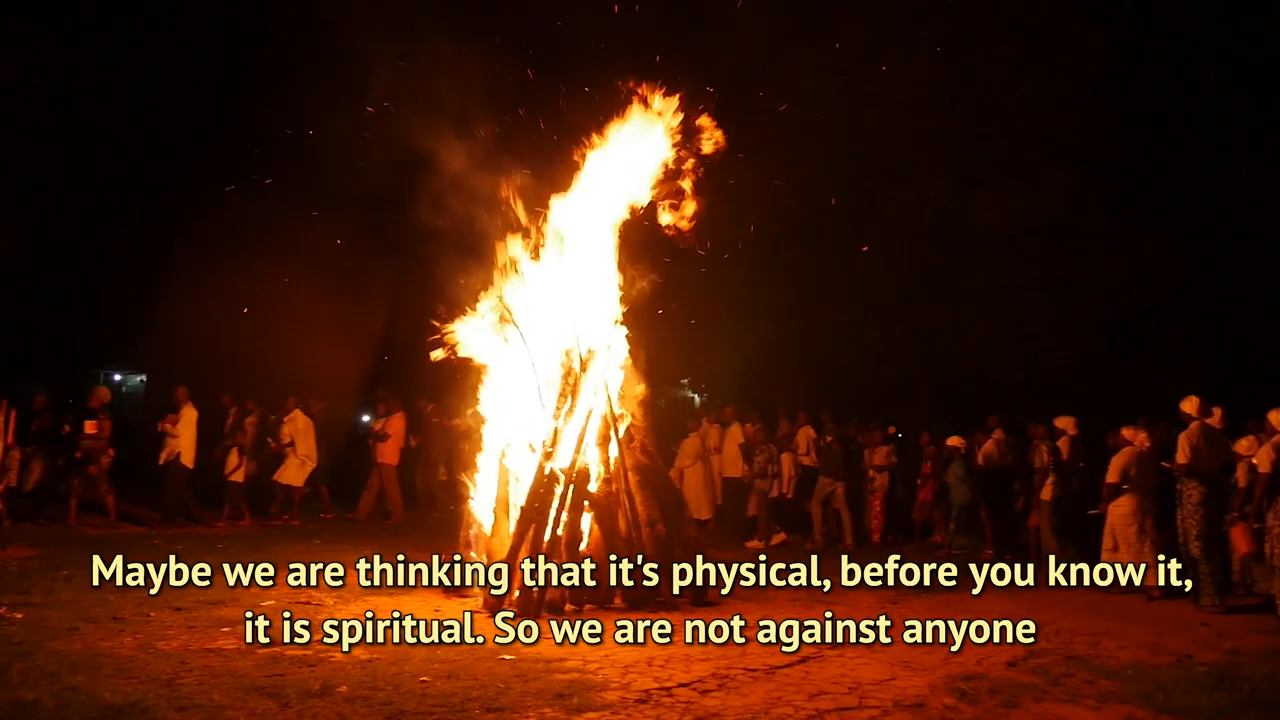 Maybe we are thinking that it's physical, before you know it,
it is spiritual. So we are not against anyone